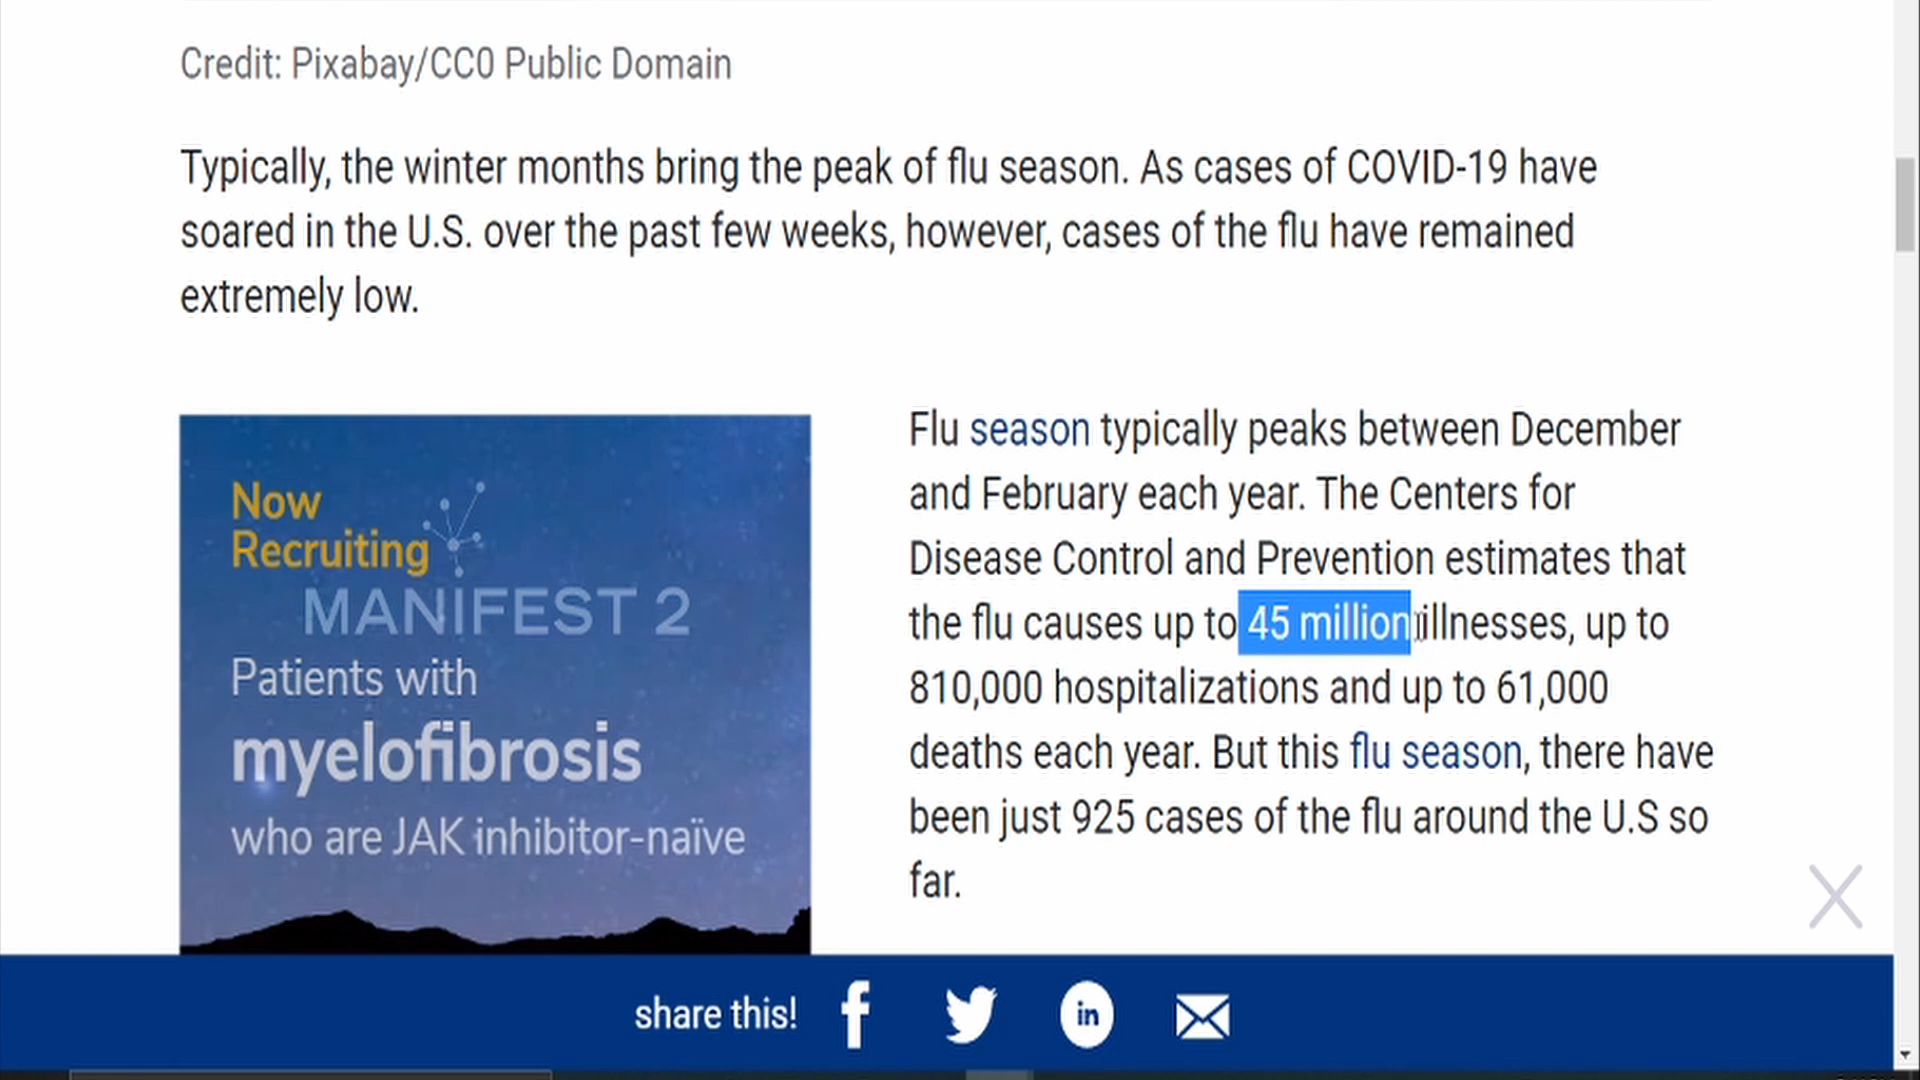 Credit: Pixabay/CC0 Public Domain
Typically, the winter months bring the peak of flu season. As cases of COVID-19 have
soared in the U.S. over the past few weeks, however, cases of the flu have remained
extremely low.
Now
Recruiting
MANIFEST 2
Patients with
myelofibrosis
who are JAK inhibitor-naïve
Flu season typically peaks between December
and February each year. The Centers for
Disease Control and Prevention estimates that
the flu causes up to 45 million illnesses, up to
810,000 hospitalizations and up to 61,000
deaths each year. But this flu season, there have
been just 925 cases of the flu around the U.S so
far.
share this!